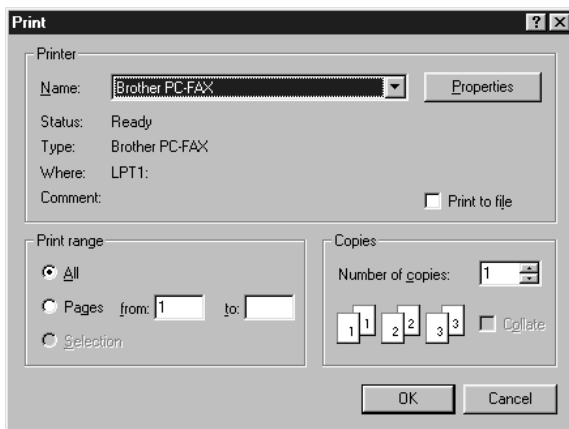 Print
Printer
Name: Brother PC-FAX Properties
Status: Ready
Type: Brother PC-FAX
Where: LPT1:
Comment: Print to file
Print range
All
Pages from: 1 to:
Selection
Copies
Number of copies: 1
1 1 2 2 3 3 Collate
OK Cancel